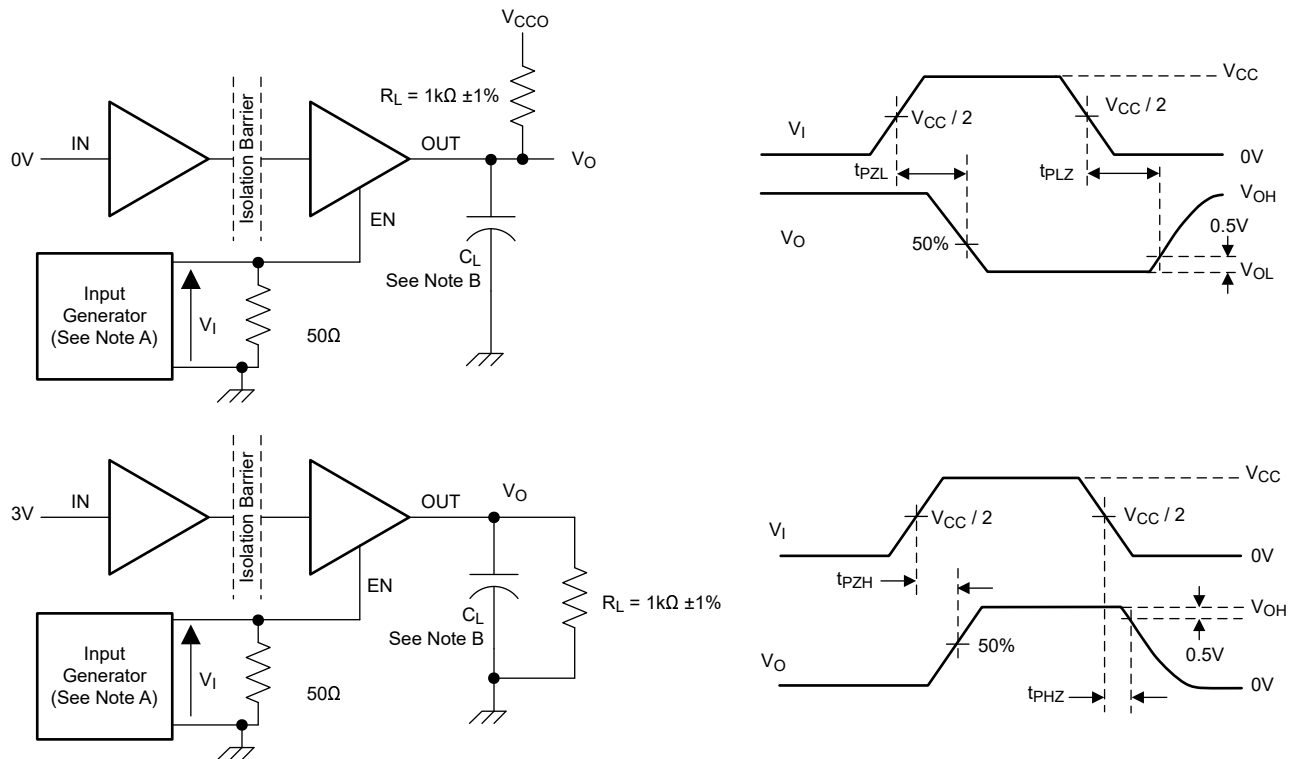 VCCO
RL = 1kΩ ±1%
IN
OUT
0V
VO
Isolation Barrier
EN
CL
See Note B
Input
Generator
(See Note A)
VI
50Ω
VCC
VCC / 2
VCC / 2
VI
0V
tPZL
tPLZ
VOH
0.5V
VO
50%
VOL
3V
IN
OUT
VO
Isolation Barrier
EN
CL
See Note B
RL = 1kΩ ±1%
Input
Generator
(See Note A)
VI
50Ω
VCC
VCC / 2
VCC / 2
VI
0V
tPZH
VOH
50%
0.5V
VO
0V
tPHZ